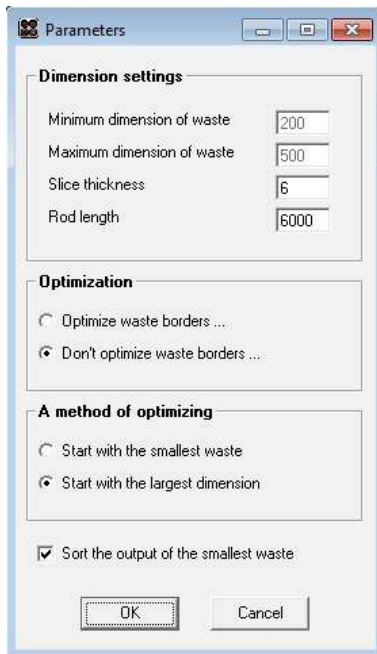 Parameters
Dimension settings
Minimum dimension of waste 200
Maximum dimension of waste 500
Slice thickness 6
Rod length 6000
Optimization
Optimize waste borders ...
Don't optimize waste borders ...
A method of optimizing
Start with the smallest waste
Start with the largest dimension
Sort the output of the smallest waste
OK Cancel